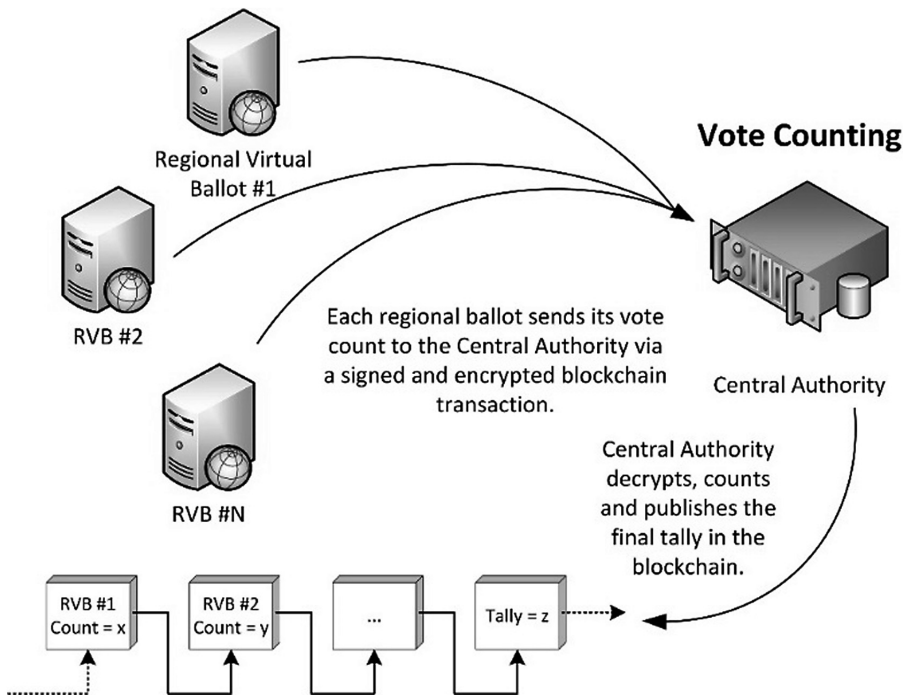 Regional Virtual
Ballot #1
Vote Counting
RVB #2
Each regional ballot sends its vote
count to the Central Authority via
a signed and encrypted blockchain
transaction.
Central Authority
RVB #N
Central Authority
decrypts, counts
and publishes the
final tally in the
blockchain.
RVB #1
Count = x
RVB #2
Count = y
...
Tally = z